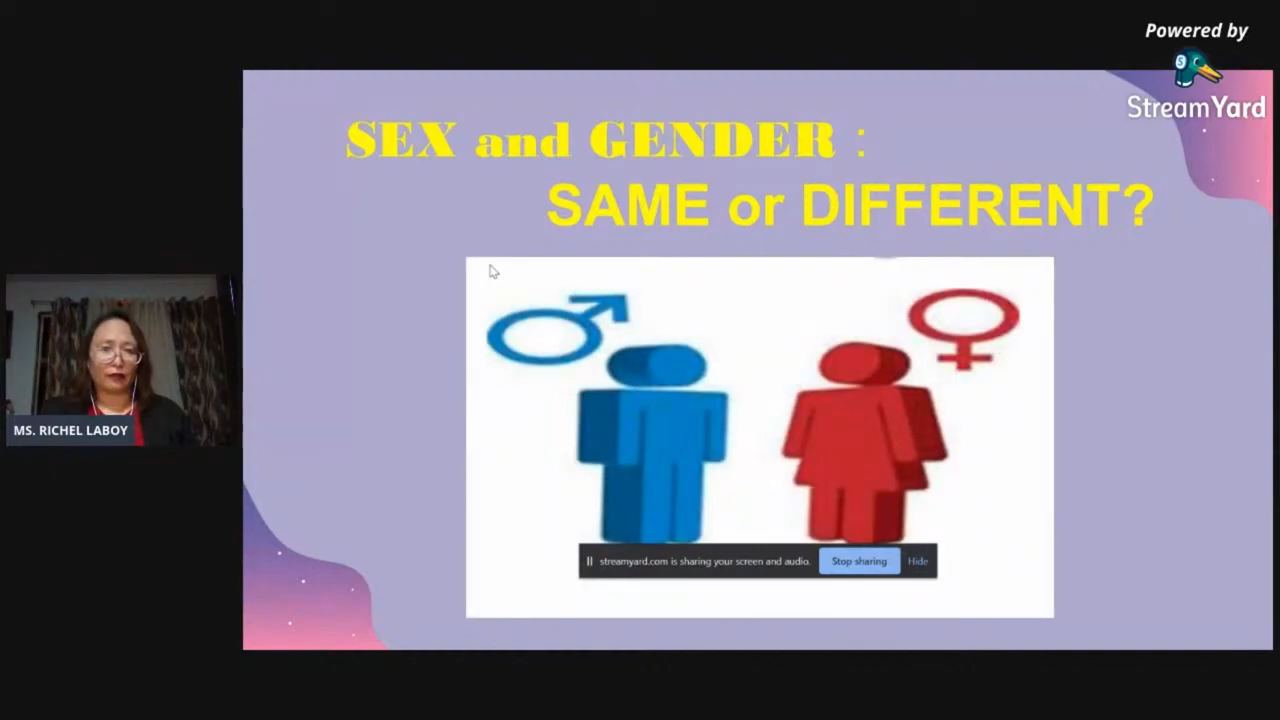 Powered by
StreamYard
SEX and GENDER :
SAME or DIFFERENT?
MS. RICHEL LABOY
streamyard.com is sharing your screen and audio.
Stop sharing
Hide